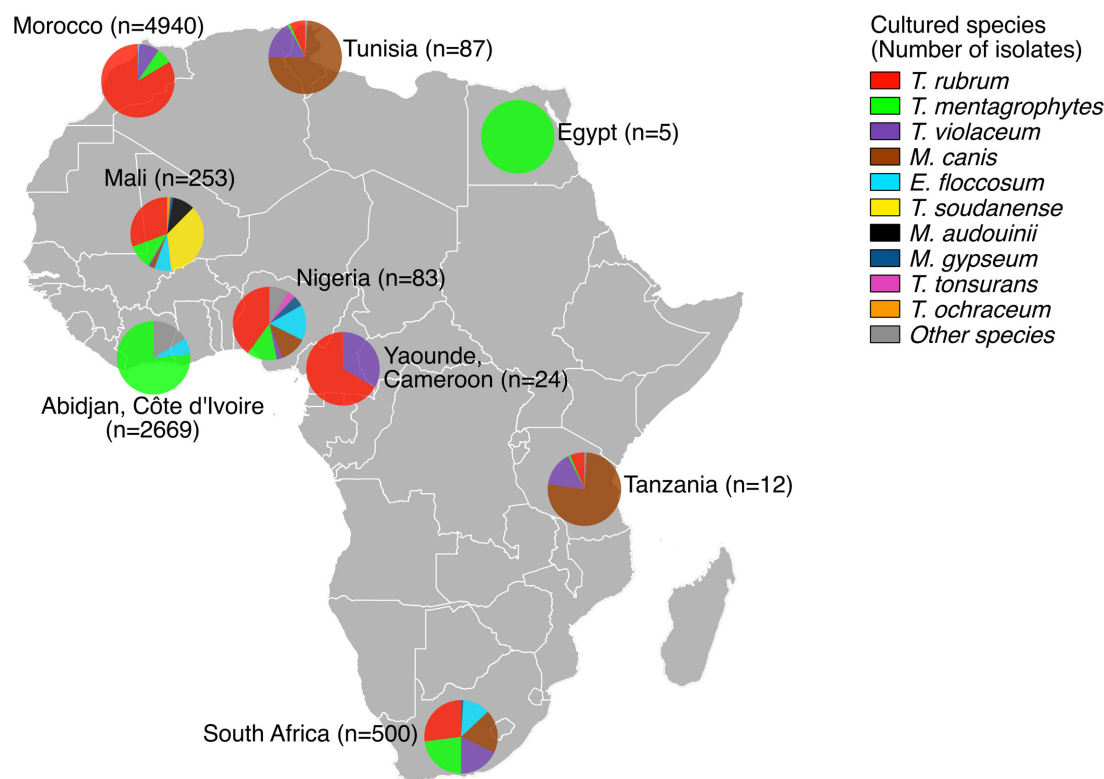 Morocco (n=4940)
Tunisia (n=87)
Egypt (n=5)
Mali (n=253)
Nigeria (n=83)
Yaounde,
Cameroon (n=24)
Abidjan, Côte d'Ivoire
(n=2669)
Tanzania (n=12)
South Africa (n=500)
Cultured species
(Number of isolates)
T. rubrum
T. mentagrophytes
T. violaceum
M. canis
E. floccosum
T. soudanense
M. audouinii
M. gypseum
T. tonsurans
T. ochraceum
Other species